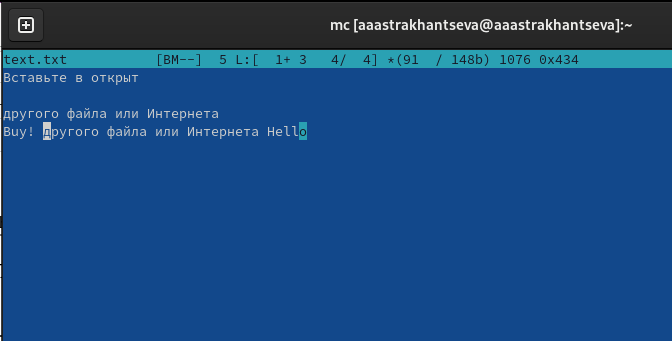 mc [aaastrakhantseva@aaastrakhantseva]:~
text.txt [BM--] 5 L:[ 1+ 3 4/ 4] *(91 / 148b) 1076 0x434
Вставьте в открыт
другого файла или Интернета
Buy! другого файла или Интернета Hello